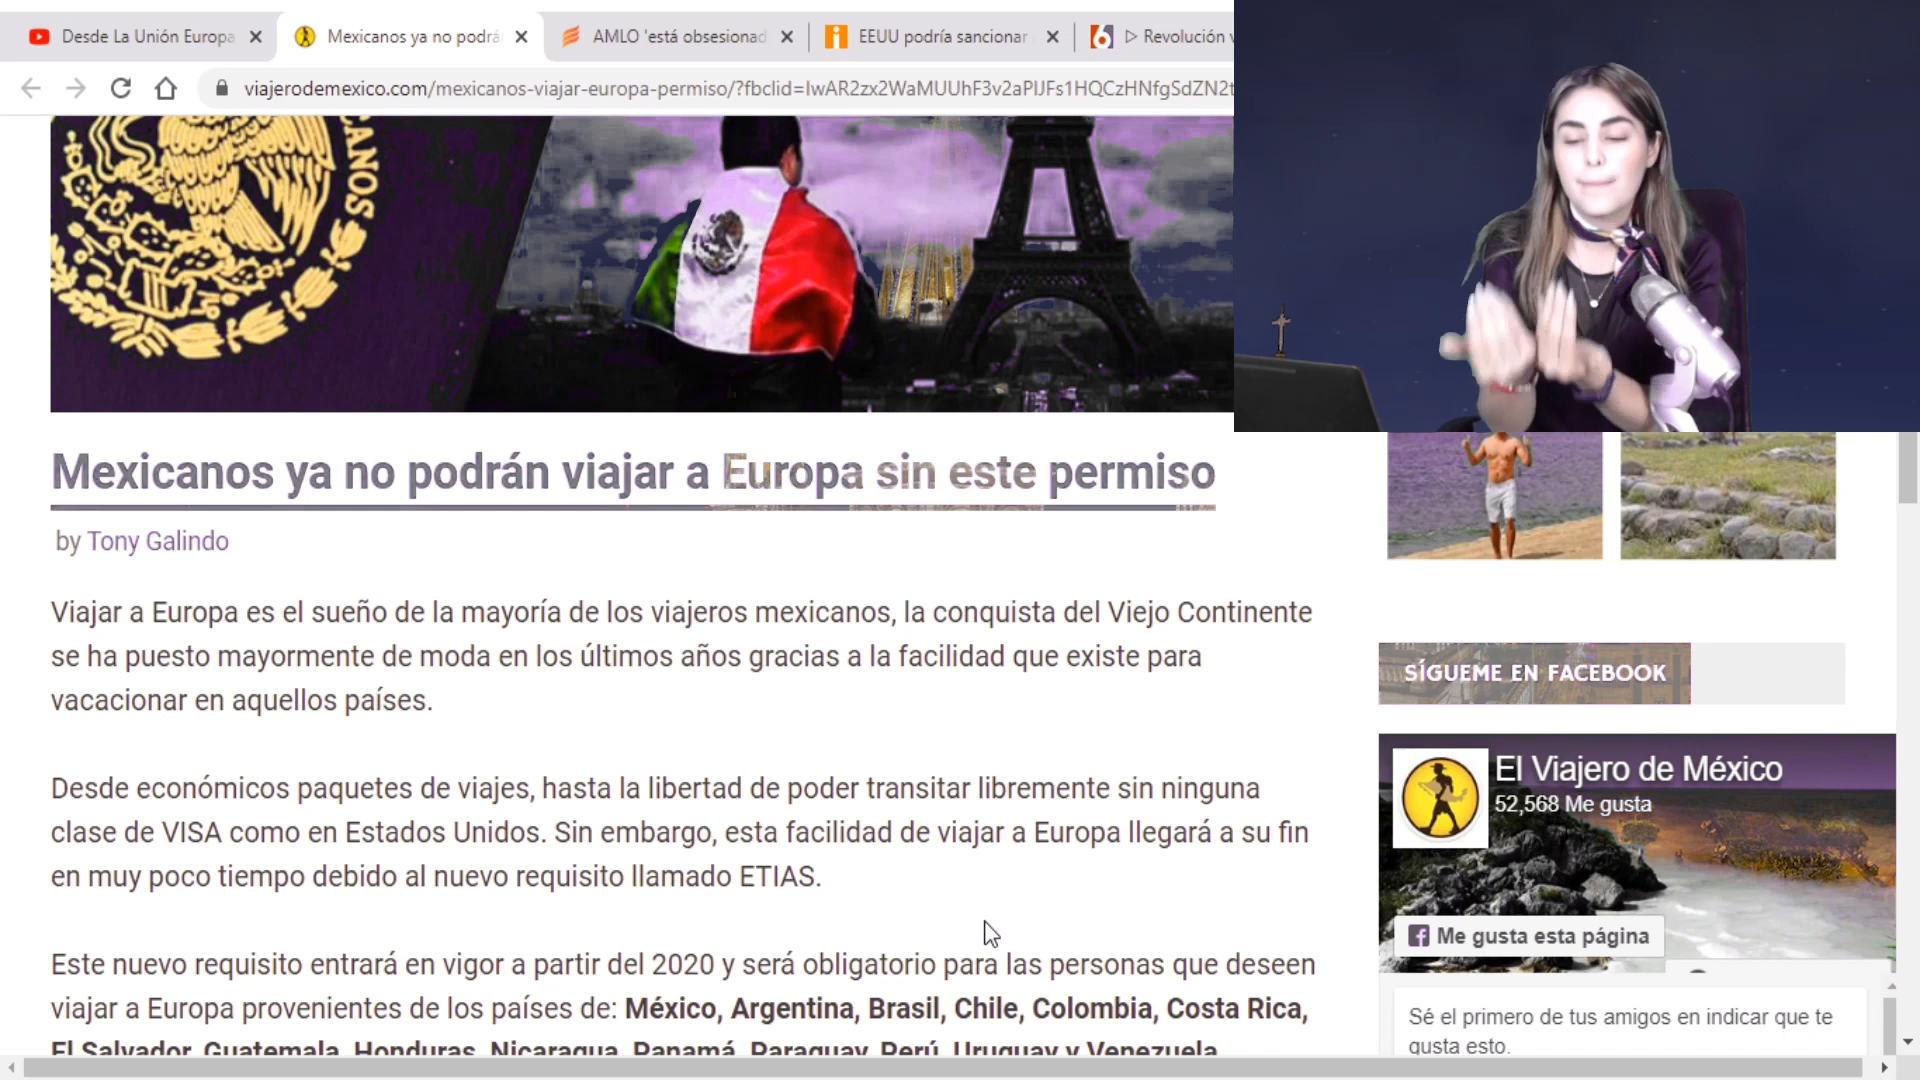 Desde La Unión Europa
Mexicanos ya no podrá
AMLO 'está obsesionad
EEUU podría sancionar
▷ Revolución v
viajerodemexico.com/mexicanos-viajar-europa-permiso/?fbclid=IwAR2zx2WaMUUhF3v2aPlJFs1HQCzHNfgSdZN2t
CANOS
Mexicanos ya no podrán viajar a Europa sin este permiso
by Tony Galindo
Viajar a Europa es el sueño de la mayoría de los viajeros mexicanos, la conquista del Viejo Continente
se ha puesto mayormente de moda en los últimos años gracias a la facilidad que existe para
vacacionar en aquellos países.
Desde económicos paquetes de viajes, hasta la libertad de poder transitar libremente sin ninguna
clase de VISA como en Estados Unidos. Sin embargo, esta facilidad de viajar a Europa llegará a su fin
en muy poco tiempo debido al nuevo requisito llamado ETIAS.
Este nuevo requisito entrará en vigor a partir del 2020 y será obligatorio para las personas que deseen
viajar a Europa provenientes de los países de: México, Argentina, Brasil, Chile, Colombia, Costa Rica,
El Salvador, Guatemala, Honduras, Nicaragua, Panamá, Paraguay, Perú, Uruguay y Venezuela
SÍGUEME EN FACEBOOK
El Viajero de México
52,568 Me gusta
Me gusta esta página
Sé el primero de tus amigos en indicar que te
gusta esto.